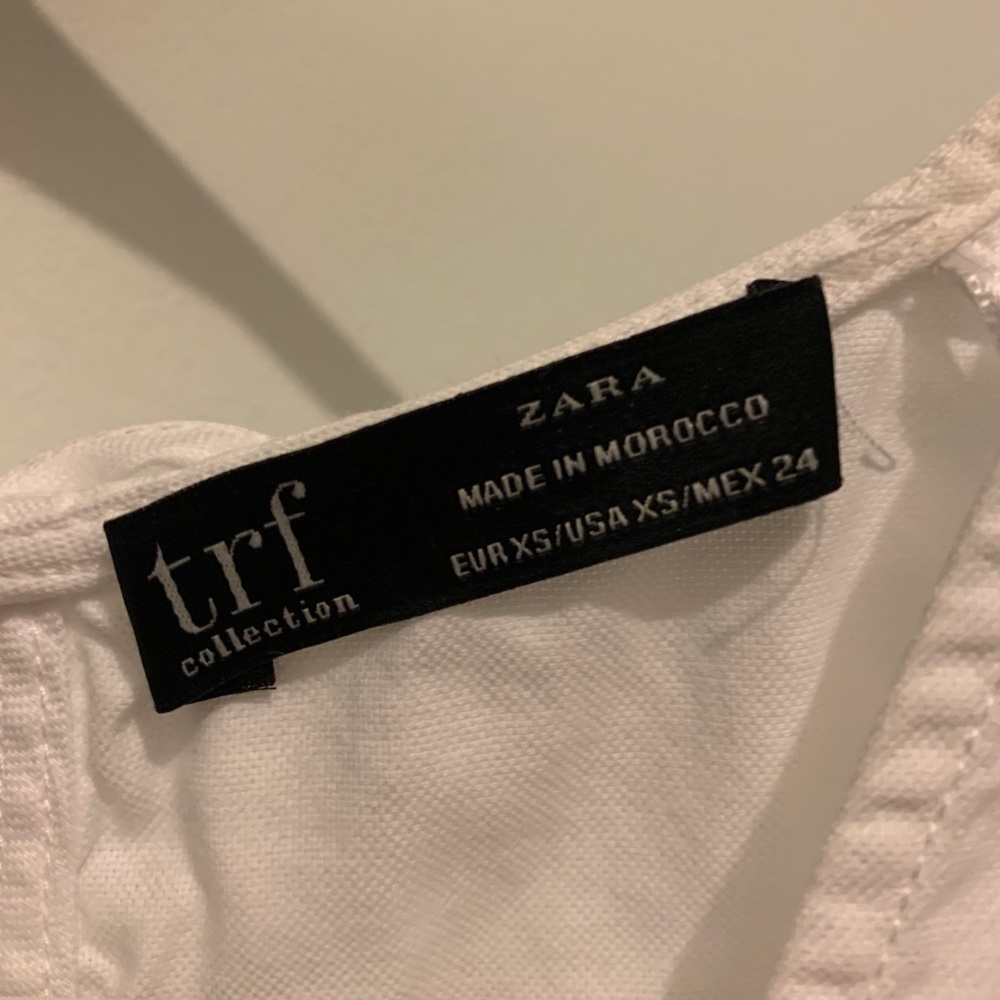 trf
collection
ZARA
MADE IN MOROCCO
EUR XS/USA XS/MEX 24